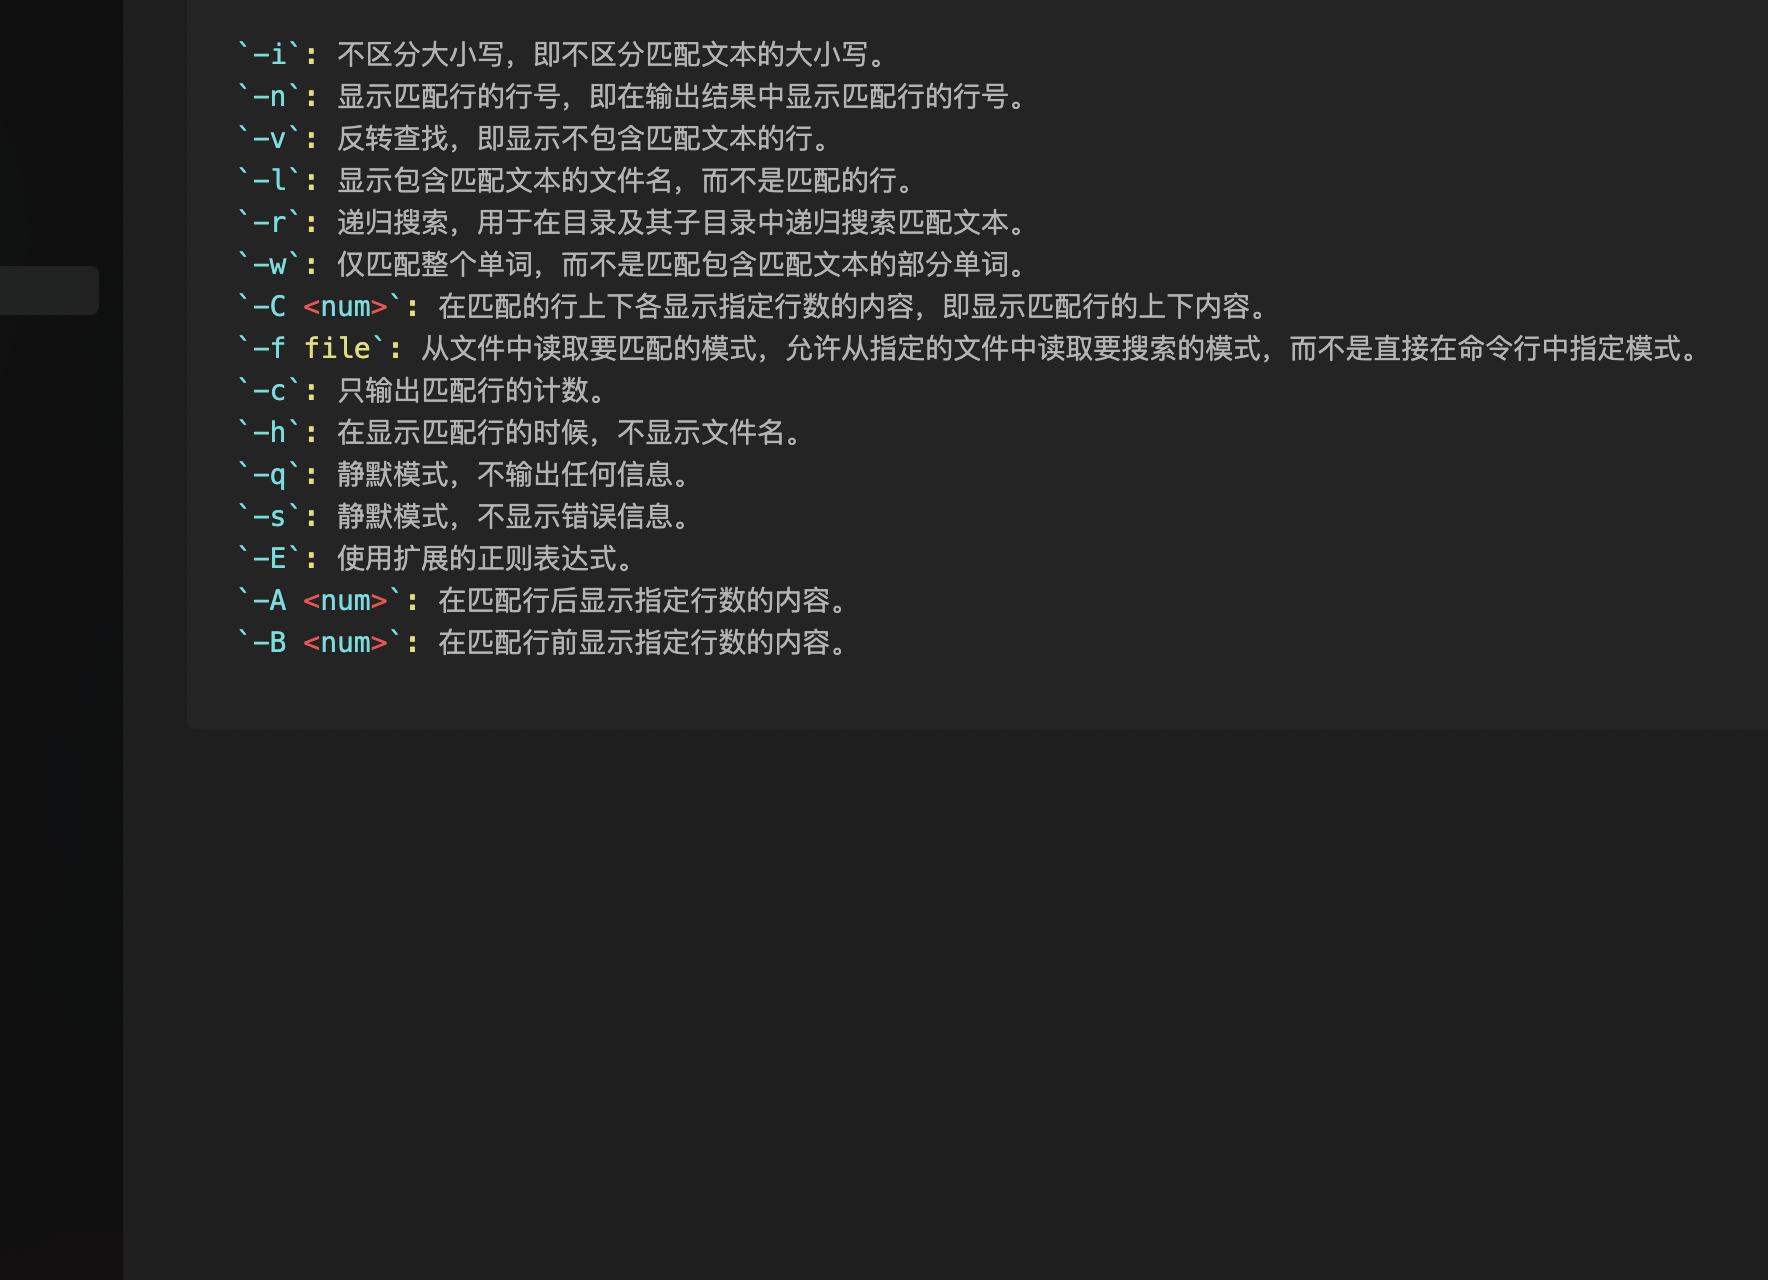 `-i`: 不区分大小写，即不区分匹配文本的大小写。
`-n`: 显示匹配行的行号，即在输出结果中显示匹配行的行号。
`-v`: 反转查找，即显示不包含匹配文本的行。
`-l`: 显示包含匹配文本的文件名，而不是匹配的行。
`-r`: 递归搜索，用于在目录及其子目录中递归搜索匹配文本。
`-w`: 仅匹配整个单词，而不是匹配包含匹配文本的部分单词。
`-C <num>`: 在匹配的行上下各显示指定行数的内容，即显示匹配行的上下内容。
`-f file`: 从文件中读取要匹配的模式，允许从指定的文件中读取要搜索的模式，而不是直接在命令行中指定模式。
`-c`: 只输出匹配行的计数。
`-h`: 在显示匹配行的时候，不显示文件名。
`-q`: 静默模式，不输出任何信息。
`-s`: 静默模式，不显示错误信息。
`-E`: 使用扩展的正则表达式。
`-A <num>`: 在匹配行后显示指定行数的内容。
`-B <num>`: 在匹配行前显示指定行数的内容。